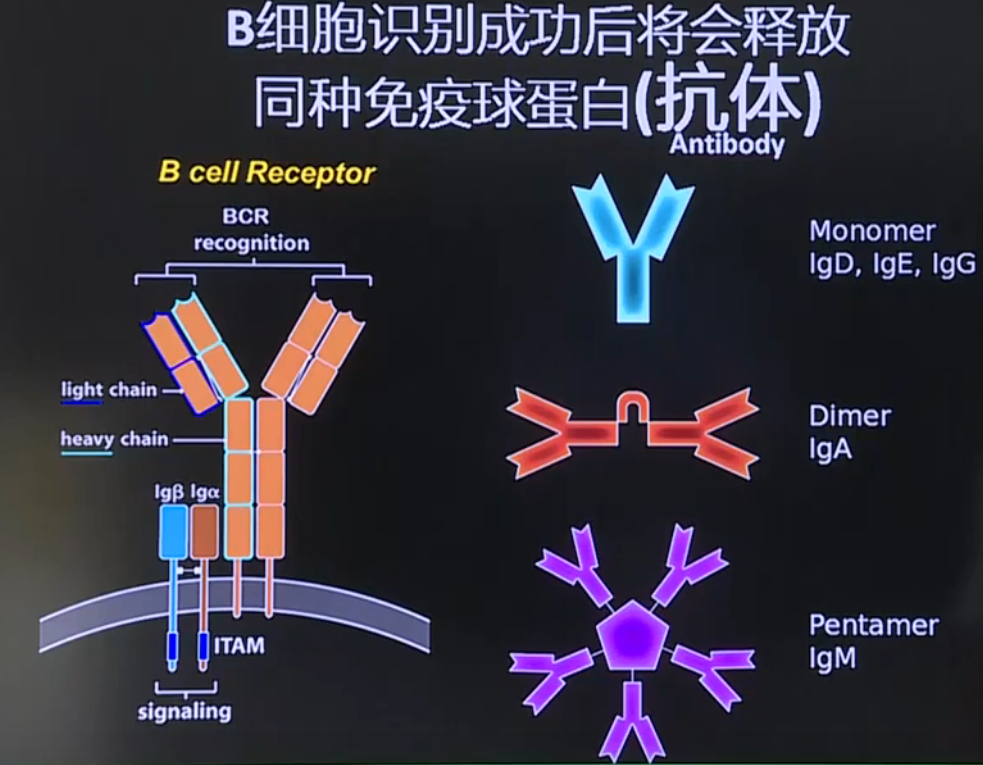 B细胞识别成功后将会释放
同种免疫球蛋白(抗体)
Antibody
B cell Receptor
BCR
recognition
light chain
heavy chain
Igβ Igα
ITAM
signaling
Monomer
IgD, IgE, IgG
Dimer
IgA
Pentamer
IgM